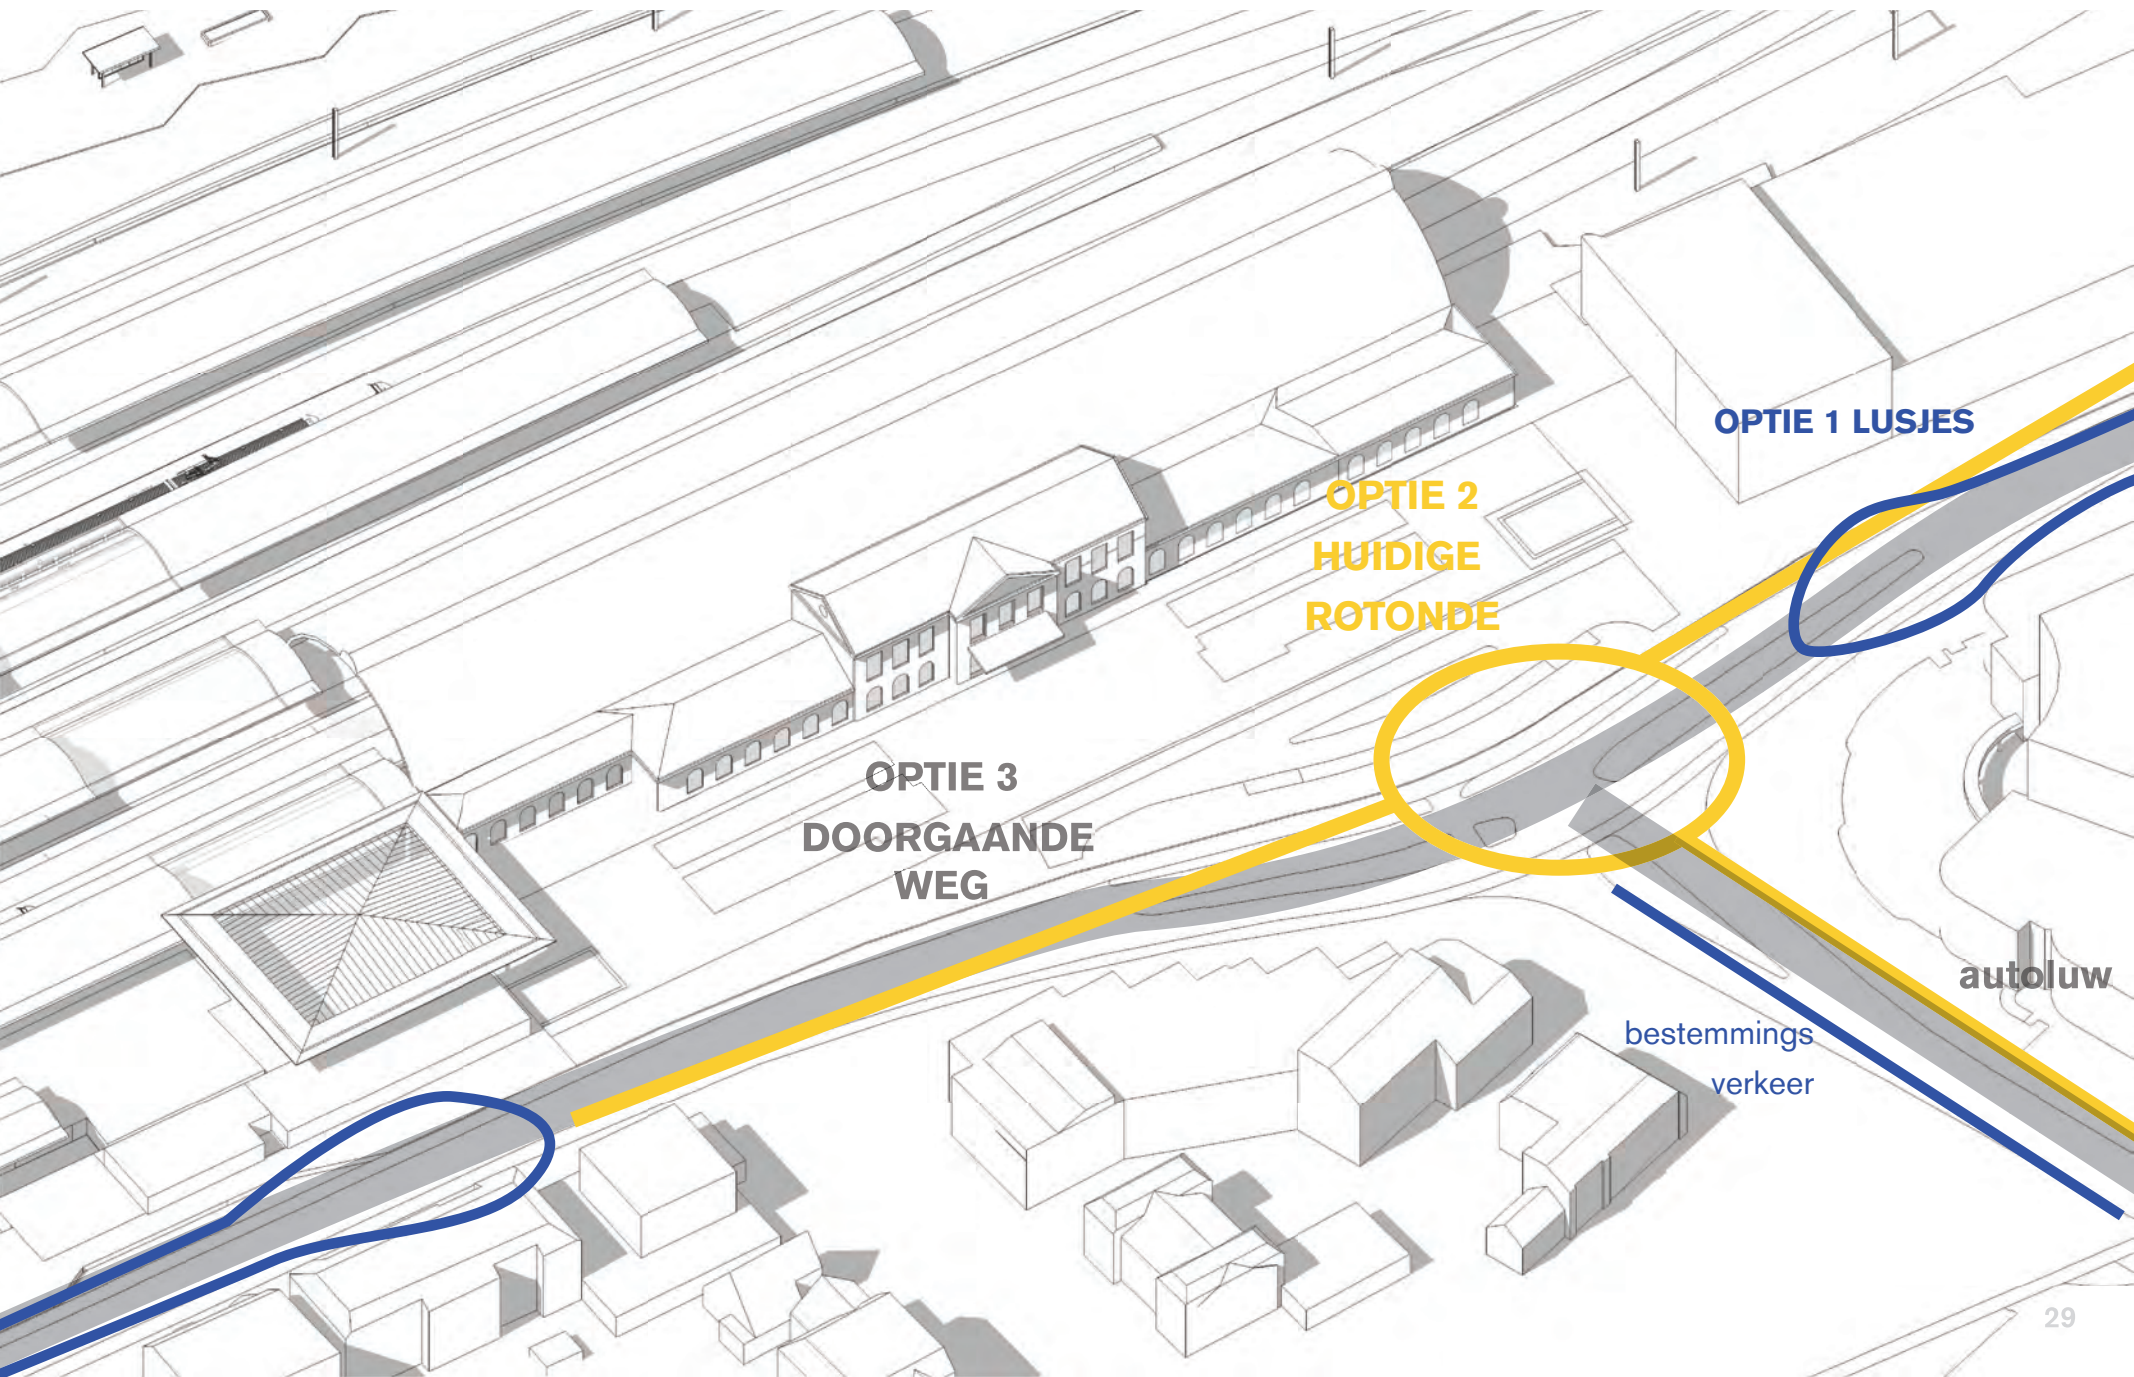 OPTIE 1 LUSJES
OPTIE 2
HUIDIGE
ROTONDE
OPTIE 3
DOORGAANDE
WEG
autoluw
bestemmings
verkeer
29